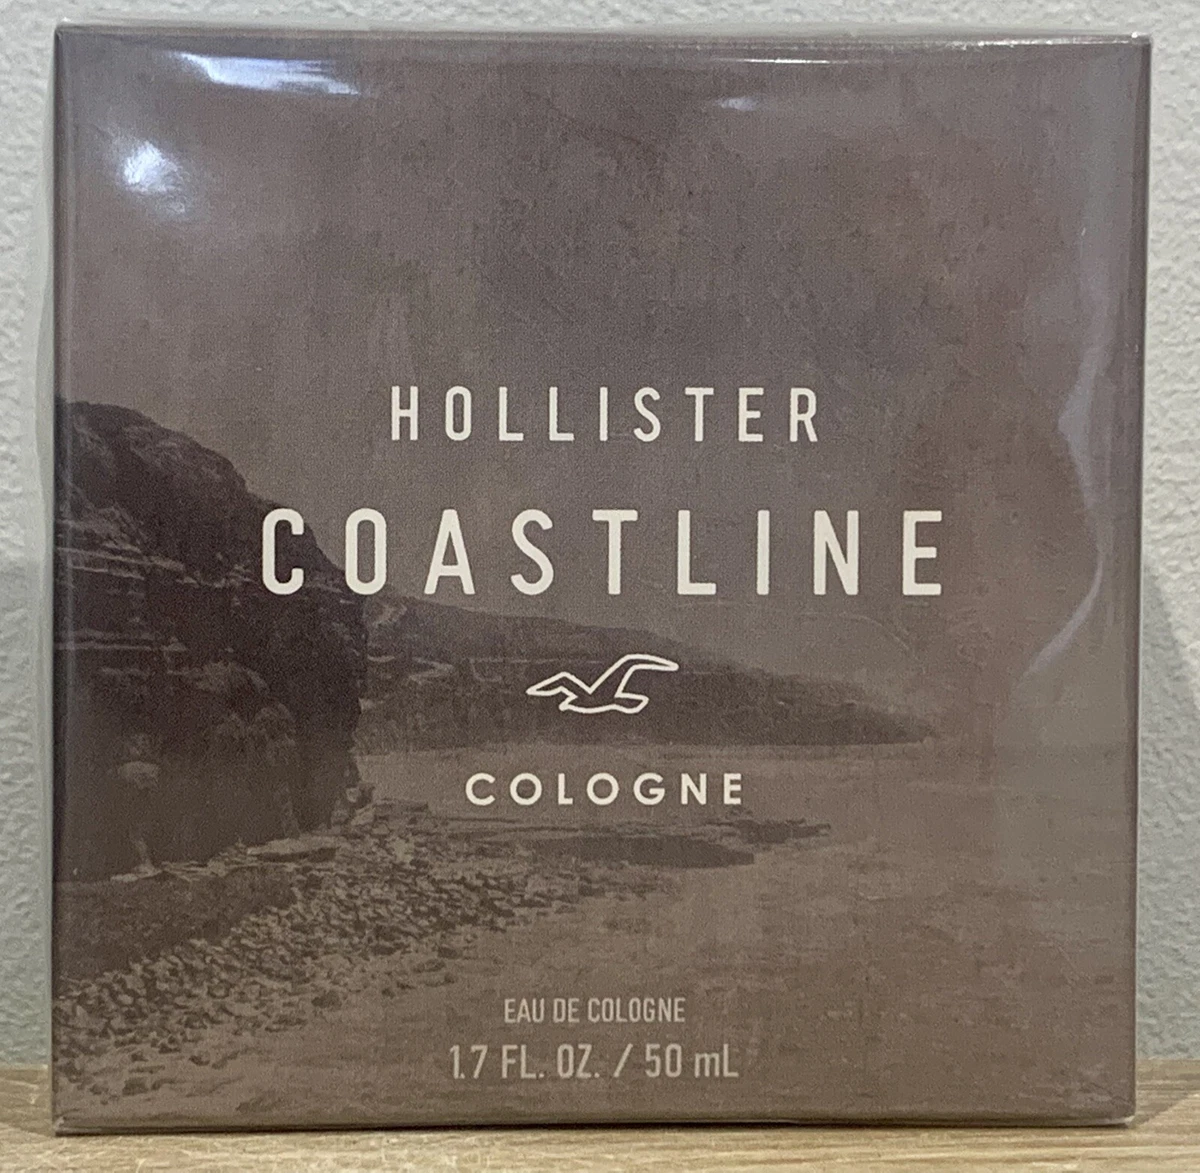 HOLLISTER
COASTLINE
COLOGNE
EAU DE COLOGNE
1.7 FL. OZ. / 50 mL